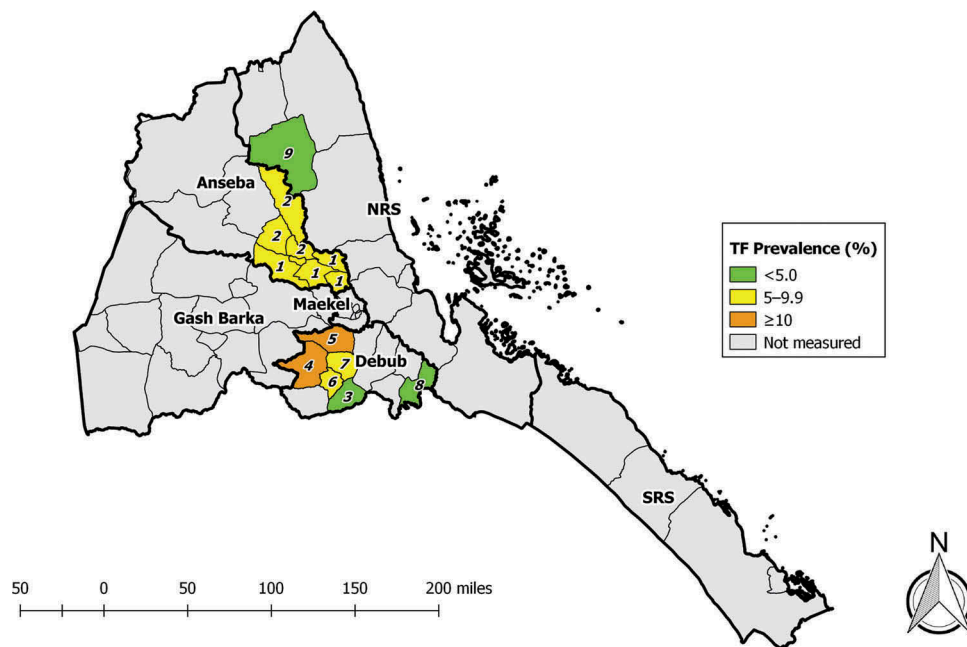 9
Anseba
2
NRS
2
2
1
1
1
1
Maekel
Gash Barka
5
Debub
4
7
6
8
3
SRS
TF Prevalence (%)
<5.0
5–9.9
≥10
Not measured
N
50 0 50 100 150 200 miles